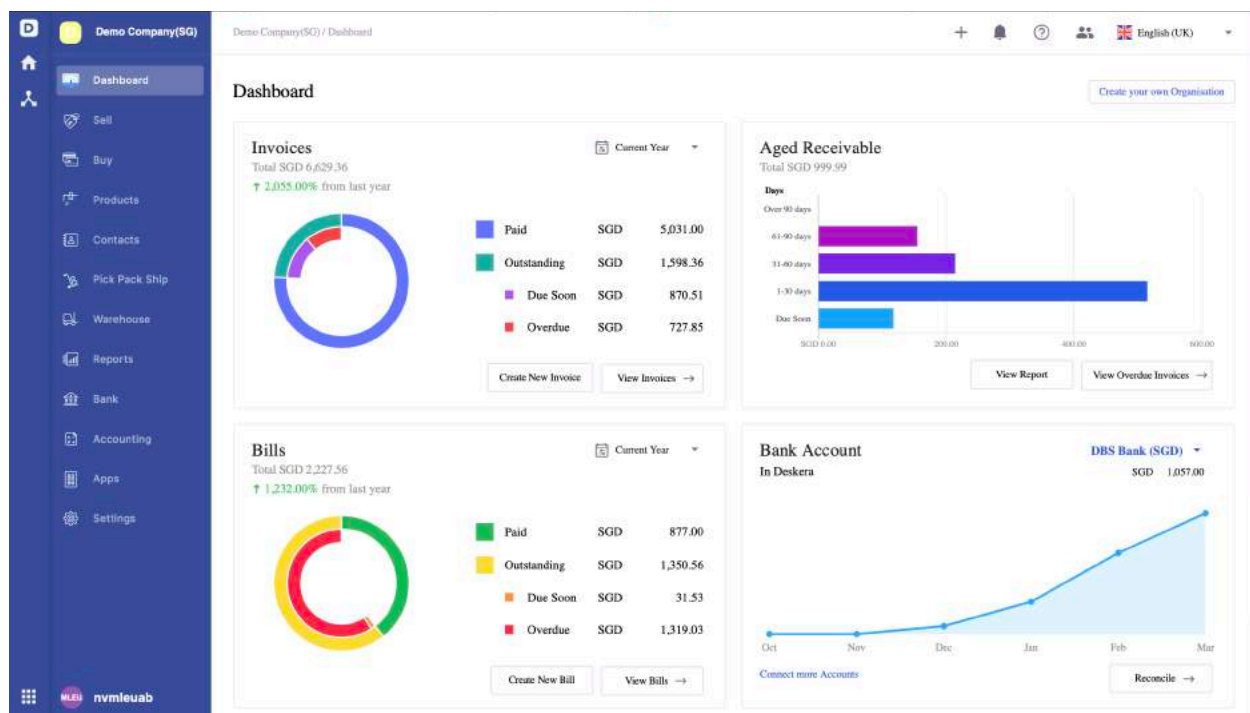 D
Demo Company(SG)
Demo Company(SG) / Dashboard
English (UK)
Dashboard
Sell
Buy
Products
Contacts
Pick Pack Ship
Warehouse
Reports
Bank
Accounting
Apps
Settings
MLEU
nvmleuab
Dashboard
Create your own Organisation
Invoices
Current Year
Total SGD 6,629.36
↑ 2,055.00% from last year
Paid SGD 5,031.00
Outstanding SGD 1,598.36
Due Soon SGD 870.51
Overdue SGD 727.85
Create New Invoice
View Invoices →
Aged Receivable
Total SGD 999.99
Days
Over 90 days
61-90 days
31-60 days
1-30 days
Due Soon
SGD 0.00 200.00 400.00 600.00
View Report
View Overdue Invoices →
Bills
Current Year
Total SGD 2,227.56
↑ 1,232.00% from last year
Paid SGD 877.00
Outstanding SGD 1,350.56
Due Soon SGD 31.53
Overdue SGD 1,319.03
Create New Bill
View Bills →
Bank Account
DBS Bank (SGD)
In Deskera
SGD 1,057.00
Oct Nov Dec Jan Feb Mar
Connect more Accounts
Reconcile →